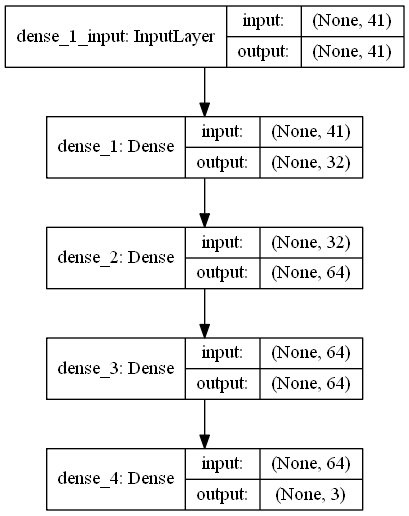 dense_1_input: InputLayer
input: (None, 41)
output: (None, 41)
dense_1: Dense
input: (None, 41)
output: (None, 32)
dense_2: Dense
input: (None, 32)
output: (None, 64)
dense_3: Dense
input: (None, 64)
output: (None, 64)
dense_4: Dense
input: (None, 64)
output: (None, 3)